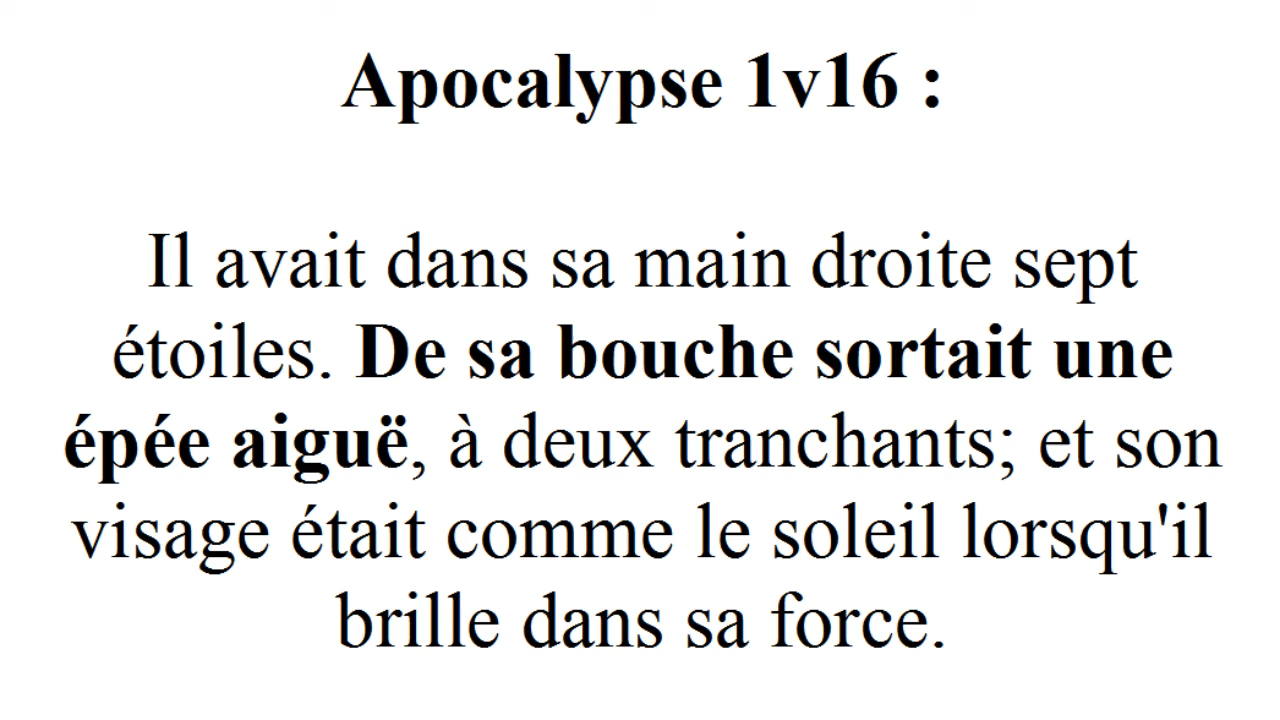 Apocalypse 1v16 :
Il avait dans sa main droite sept
étoiles. De sa bouche sortait une
épée aiguë, à deux tranchants; et son
visage était comme le soleil lorsqu'il
brille dans sa force.